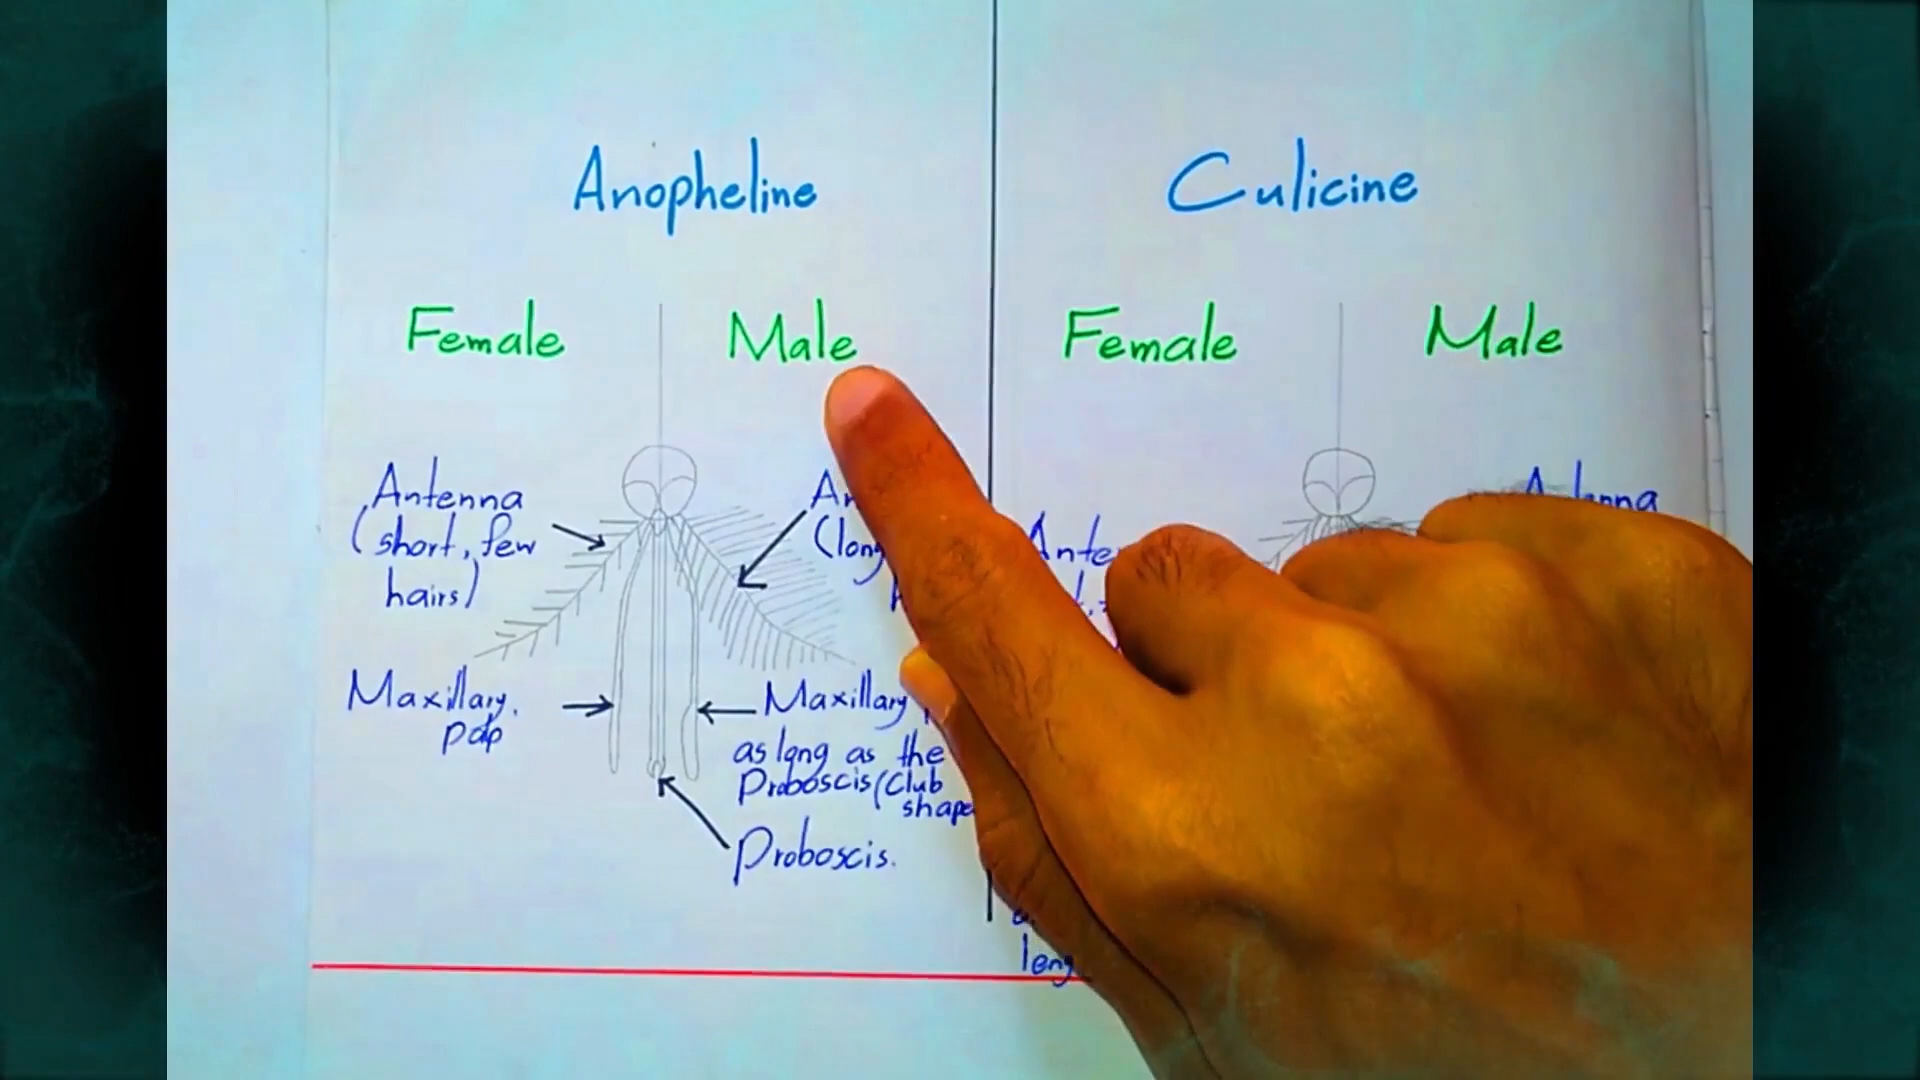 Anopheline
Culicine
Female
Male
Female
Male
Antenna
(short, few
hairs)
(long
Maxillary
palp
Maxillary
as long as the
Proboscis (Club
shape
Proboscis.